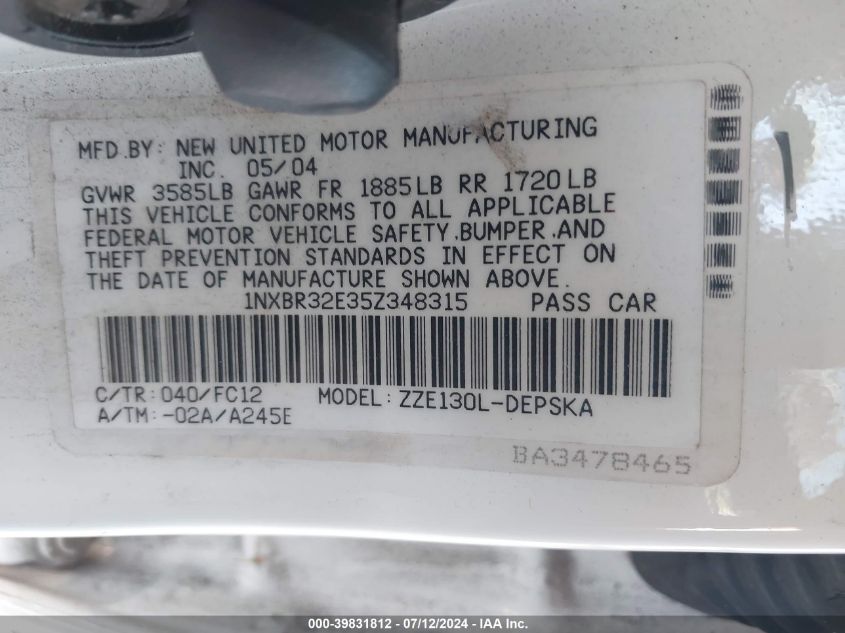 MFD.BY: NEW UNITED MOTOR MANUFACTURING
INC. 05/04
GVWR 3585LB GAWR FR 1885LB RR 1720LB
THIS VEHICLE CONFORMS TO ALL APPLICABLE
FEDERAL MOTOR VEHICLE SAFETY.BUMPER.AND
THEFT PREVENTION STANDARDS IN EFFECT ON
THE DATE OF MANUFACTURE SHOWN ABOVE.
1NXBR32E35Z348315 PASS CAR
C/TR:040/FC12 MODEL:ZZE130L-DEPSKA
A/TM:-02A/A245E
BA3478465
000-39831812 / 07/12/2024 - Copyright IAA, Inc.